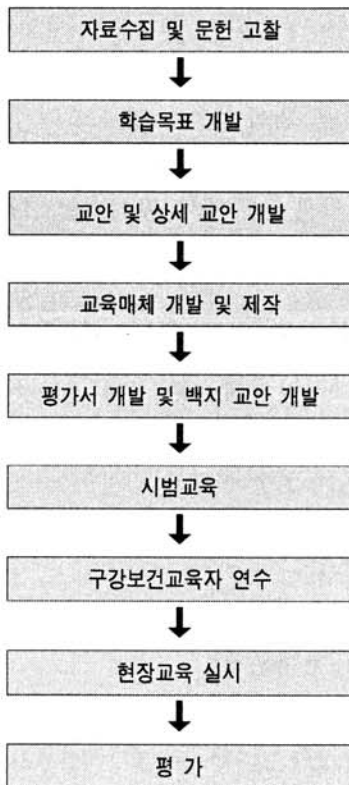 자료수집 및 문헌 고찰
학습목표 개발
교안 및 상세 교안 개발
교육매체 개발 및 제작
평가서 개발 및 백지 교안 개발
시범교육
구강보건교육자 연수
현장교육 실시
평 가